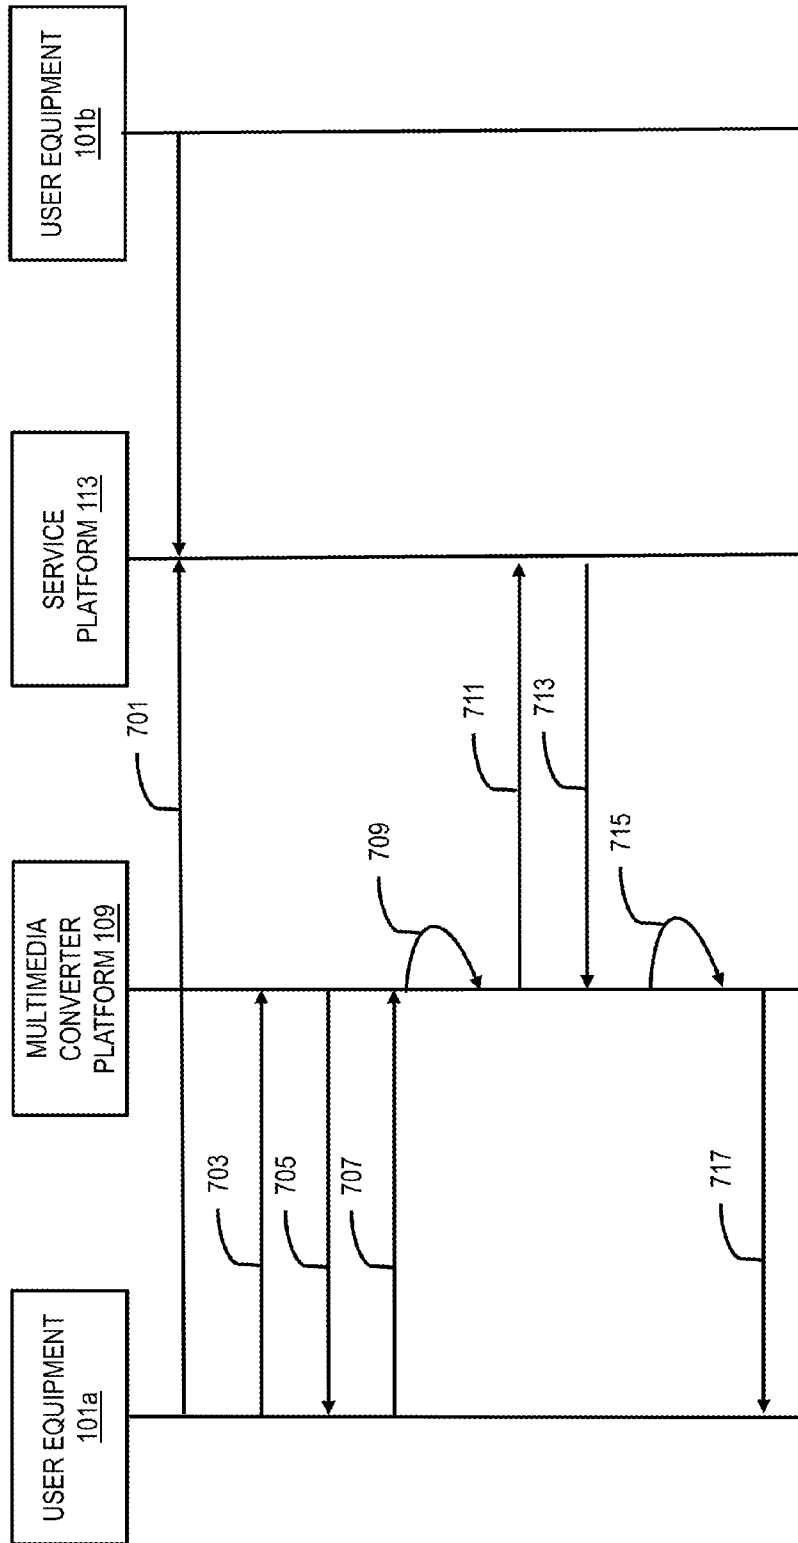 USER EQUIPMENT
101a
MULTIMEDIA
CONVERTER
PLATFORM 109
SERVICE
PLATFORM 113
USER EQUIPMENT
101b
701
703
705
707
709
711
713
715
717